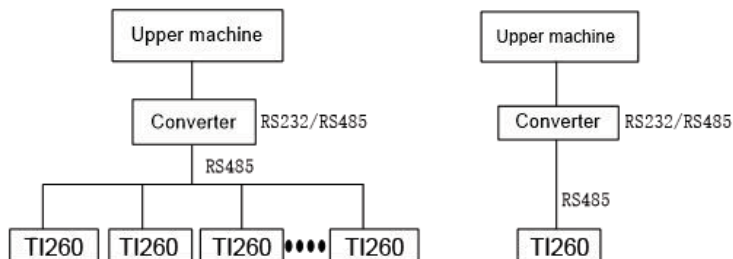 Upper machine
Converter RS232/RS485
RS485
TI260 TI260 TI260 TI260
Upper machine
Converter RS232/RS485
RS485
TI260